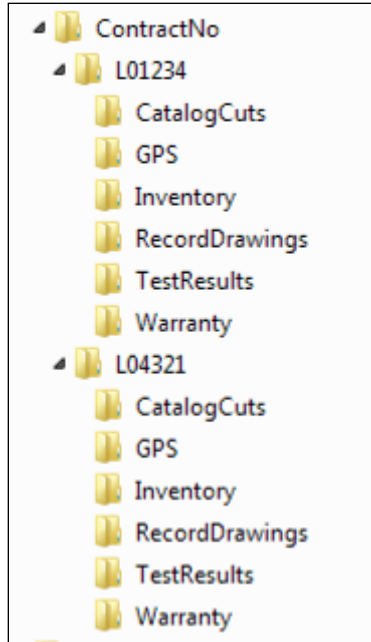 ContractNo
L01234
CatalogCuts
GPS
Inventory
RecordDrawings
TestResults
Warranty
L04321
CatalogCuts
GPS
Inventory
RecordDrawings
TestResults
Warranty